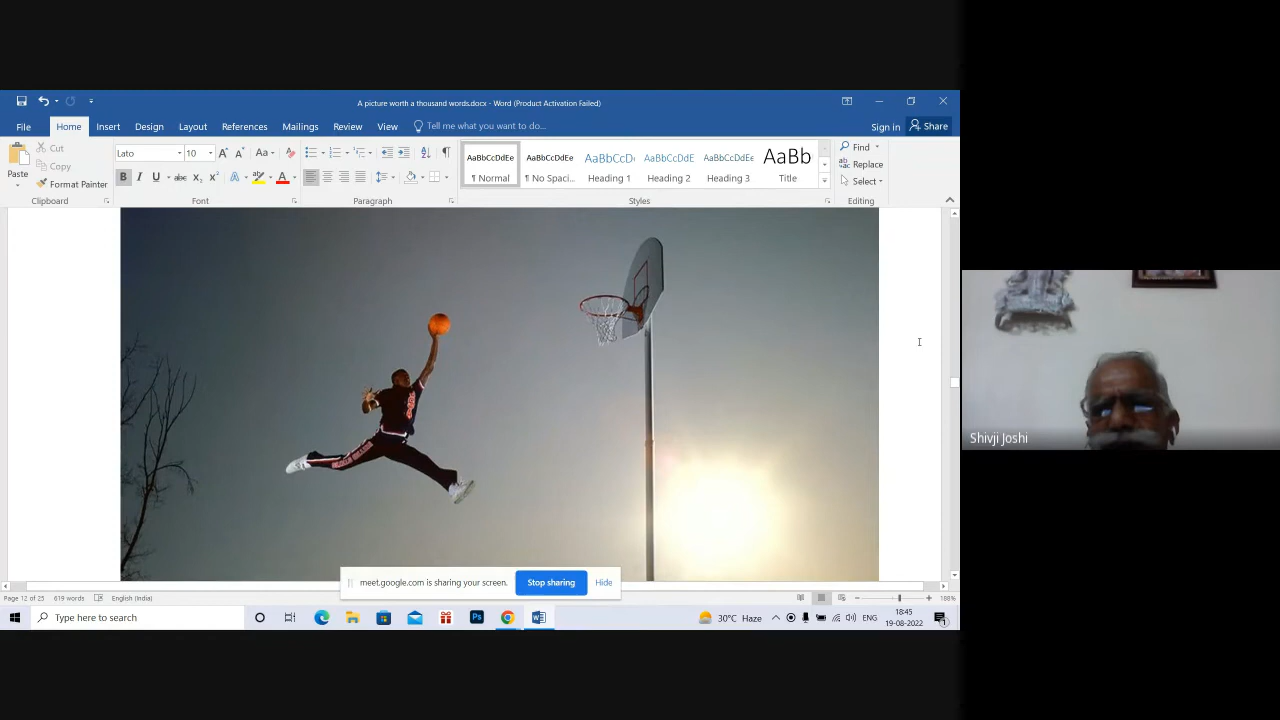 A picture worth a thousand words.docx - Word (Product Activation Failed)
File Home Insert Design Layout References Mailings Review View Tell me what you want to do... Sign in Share
Paste
Cut
Copy
Format Painter
Clipboard
Lato 10
Font
Paragraph
AaBbCcDdEe AaBbCcDdEe AaBbCcD AaBbCcDdE AaBbCcDdEe AaBb
¶ Normal ¶ No Spaci... Heading 1 Heading 2 Heading 3 Title
Styles
Find
Replace
Select
Editing
Shivji Joshi
meet.google.com is sharing your screen. Stop sharing Hide
Page 12 of 25 619 words English (India) 188%
Type here to search
30°C Haze ENG 18:45
19-08-2022